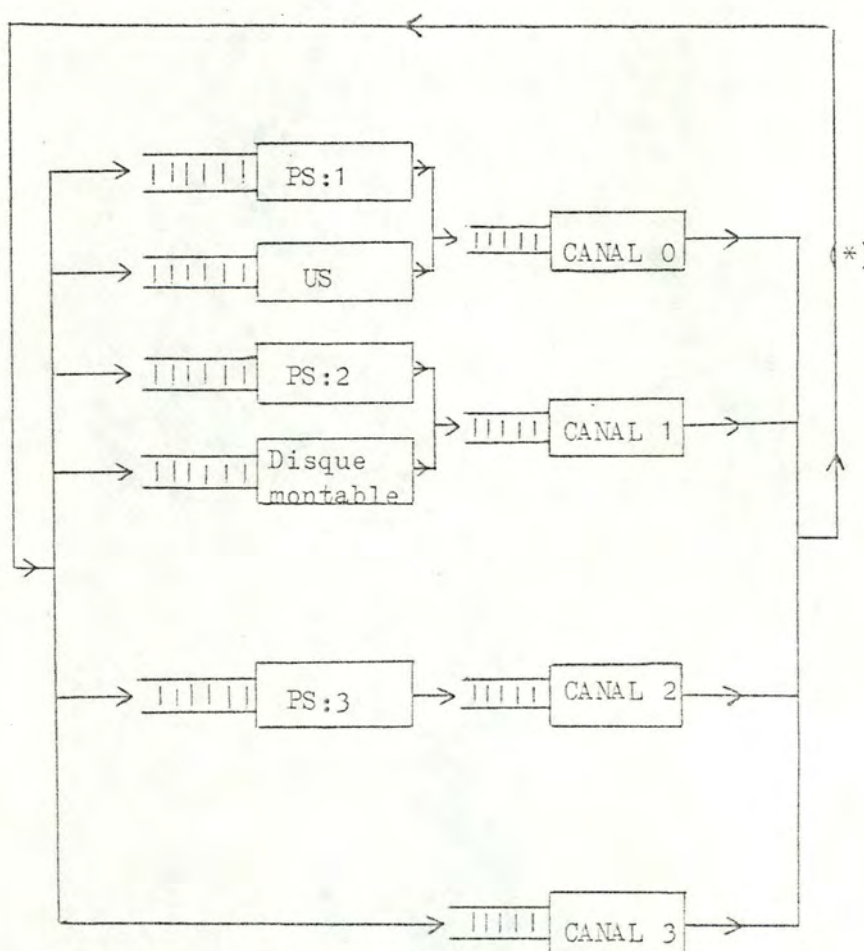 PS:1
CANAL 0
(*)
US
PS:2
CANAL 1
Disque
montable
PS:3
CANAL 2
CANAL 3